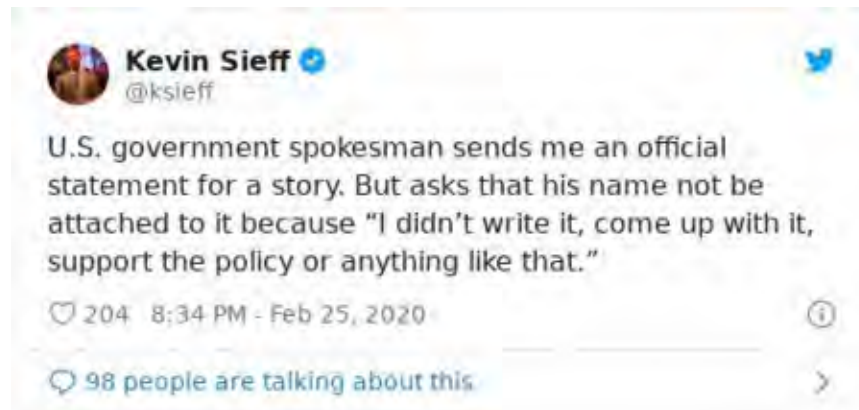 Kevin Sieff
@ksieff
U.S. government spokesman sends me an official
statement for a story. But asks that his name not be
attached to it because “I didn’t write it, come up with it,
support the policy or anything like that.”
204 8:34 PM - Feb 25, 2020
98 people are talking about this